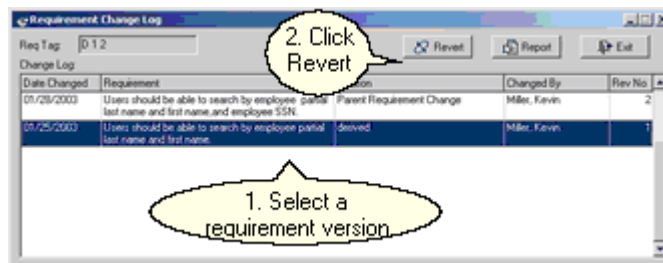 Requirement Change Log
Req Tag: D 1.2
2. Click
Revert
Revert
Report
Exit
Change Log:
Date Changed Requirement Changed By Rev No.
01/28/2003 Users should be able to search by employee partial Parent Requirement Change Miller, Kevin 2
last name and first name,and employee SSN.
01/25/2003 Users should be able to search by employee partial derived Miller, Kevin 1
last name and first name.
1. Select a
requirement version